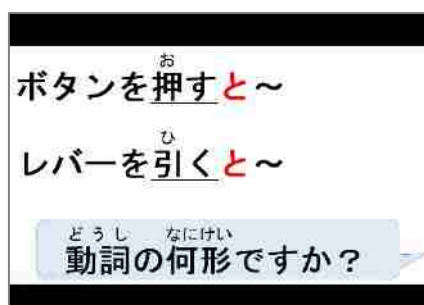 ボタンを押すと～
レバーを引くと～
動詞の何形ですか？